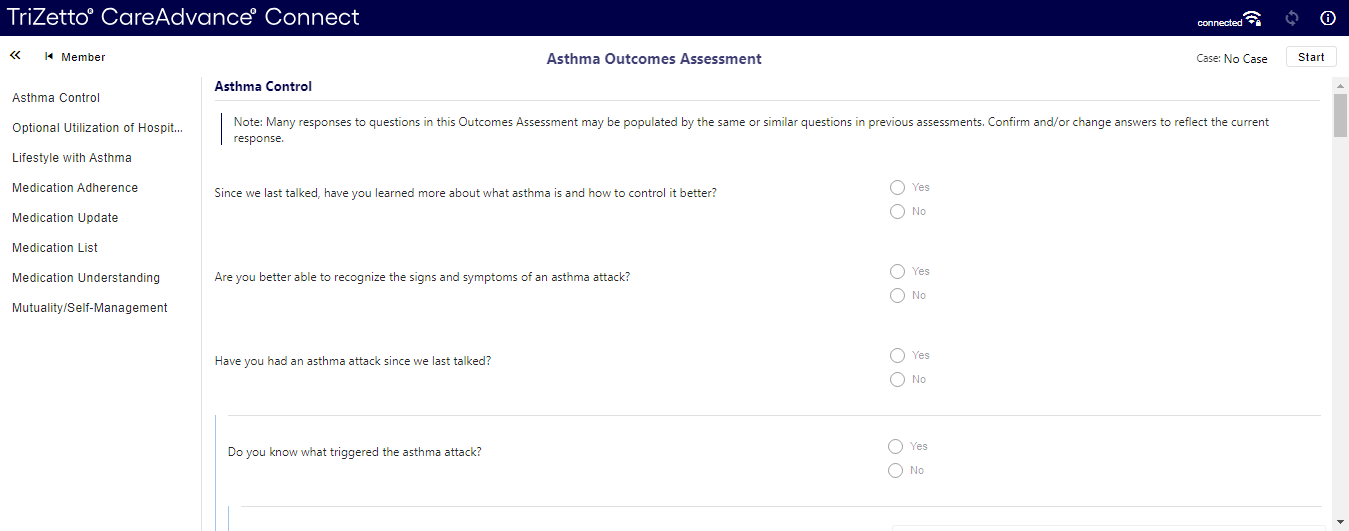 TriZetto® CareAdvance® Connect
connected
Member
Asthma Outcomes Assessment
Case: No Case
Start
Asthma Control
Optional Utilization of Hospit...
Lifestyle with Asthma
Medication Adherence
Medication Update
Medication List
Medication Understanding
Mutuality/Self-Management
Asthma Control
Note: Many responses to questions in this Outcomes Assessment may be populated by the same or similar questions in previous assessments. Confirm and/or change answers to reflect the current
response.
Since we last talked, have you learned more about what asthma is and how to control it better?
Yes
No
Are you better able to recognize the signs and symptoms of an asthma attack?
Yes
No
Have you had an asthma attack since we last talked?
Yes
No
Do you know what triggered the asthma attack?
Yes
No